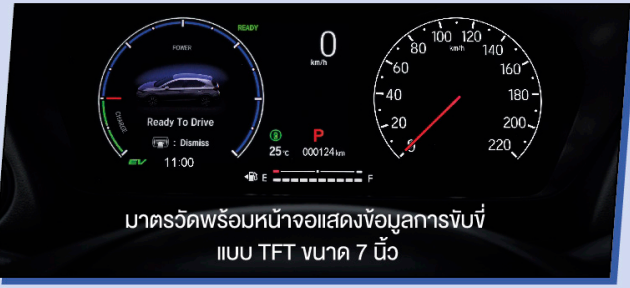 READY
POWER
CHARGE
Ready To Drive
: Dismiss
EV
11:00
0
km/h
P
25°C
000124 km
E F
0
20
40
60
80
100
120
140
160
180
200
220
km/h
มาตรวัดพร้อมหน้าจอแสดงข้อมูลการขับขี่
แบบ TFT ขนาด 7 นิ้ว